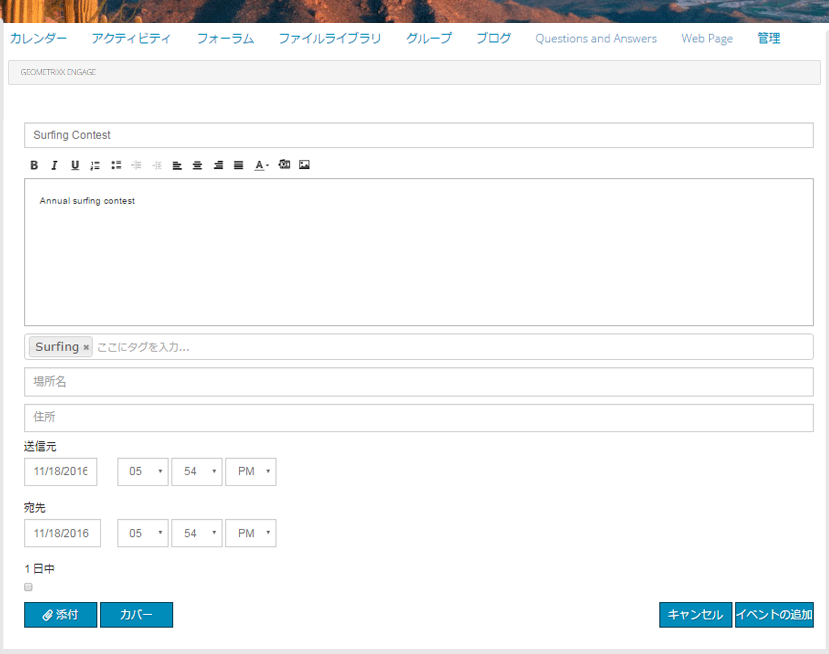 カレンダー アクティビティ フォーラム ファイルライブラリ グループ ブログ Questions and Answers Web Page 管理
GEOMETRIXX ENGAGE
Surfing Contest
B I U A
Annual surfing contest
Surfing × ここにタグを入力...
場所名
住所
送信元
11/18/2016 05 54 PM
宛先
11/18/2016 05 54 PM
1 日中
添付 カバー キャンセル イベントの追加